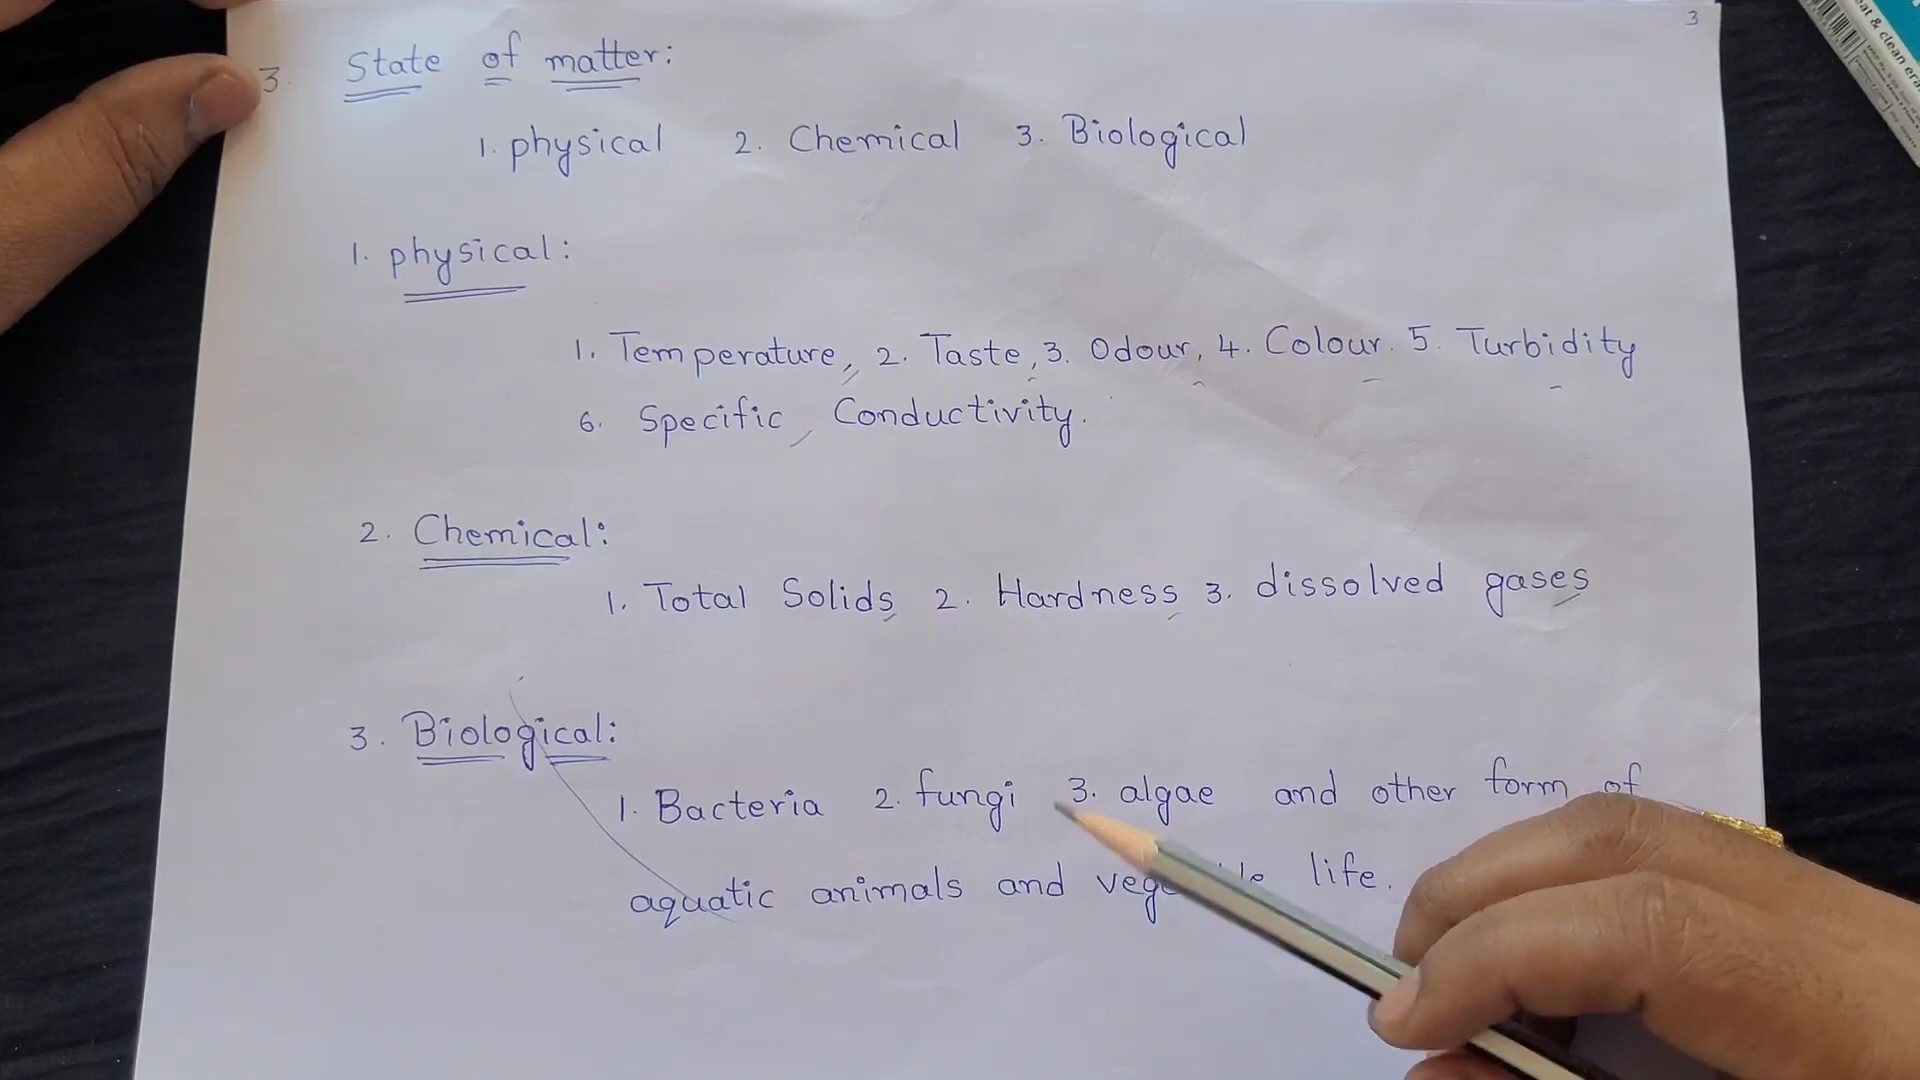 3
3. State of matter:
1. physical 2. Chemical 3. Biological
1. physical:
1. Temperature, 2. Taste, 3. Odour, 4. Colour. 5. Turbidity
6. Specific Conductivity.
2. Chemical:
1. Total Solids 2. Hardness 3. dissolved gases
3. Biological:
1. Bacteria 2. fungi 3. algae and other form of
aquatic animals and life.